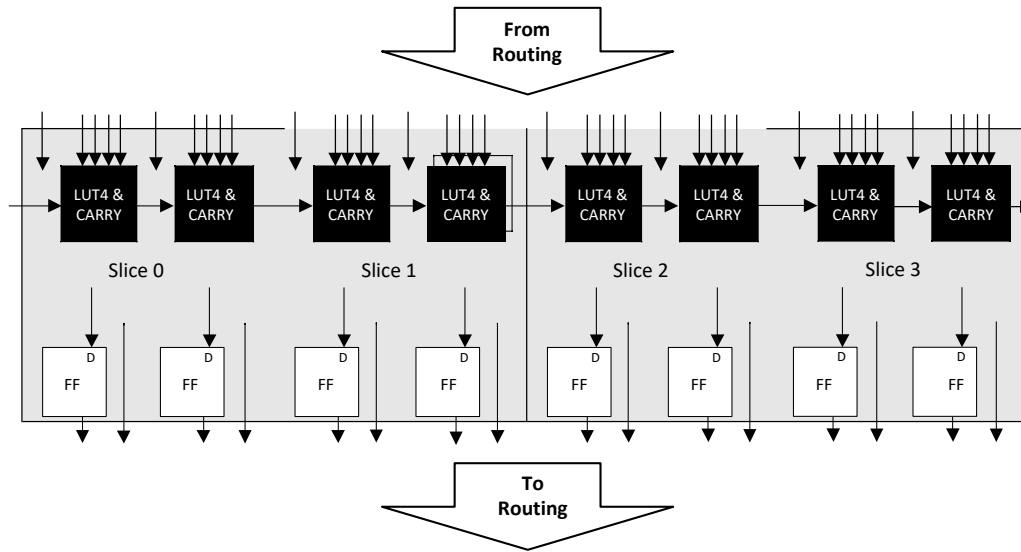 From
Routing
LUT4 &
CARRY
LUT4 &
CARRY
LUT4 &
CARRY
LUT4 &
CARRY
LUT4 &
CARRY
LUT4 &
CARRY
LUT4 &
CARRY
LUT4 &
CARRY
Slice 0
Slice 1
Slice 2
Slice 3
D
FF
D
FF
D
FF
D
FF
D
FF
D
FF
D
FF
D
FF
To
Routing